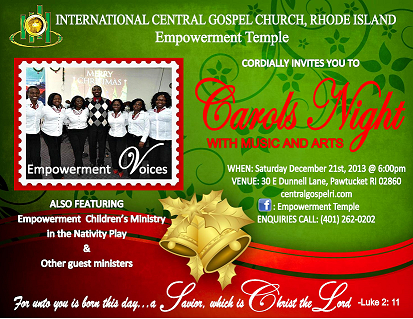 INTERNATIONAL CENTRAL GOSPEL CHURCH, RHODE ISLAND
Empowerment Temple
CORDIALLY INVITES YOU TO
MERRY
CHRISTMAS
Carols Night
WITH MUSIC AND ARTS
Empowerment Voices
WHEN: Saturday December 21st, 2013 @ 6:00pm
VENUE: 30 E Dunnell Lane, Pawtucket RI 02860
centralgospelri.com
f : Empowerment Temple
ENQUIRIES CALL: (401) 262-0202
ALSO FEATURING
Empowerment Children's Ministry
in the Nativity Play
&
Other guest ministers
For unto you is born this day...a Savior, which is Christ the Lord -Luke 2: 11